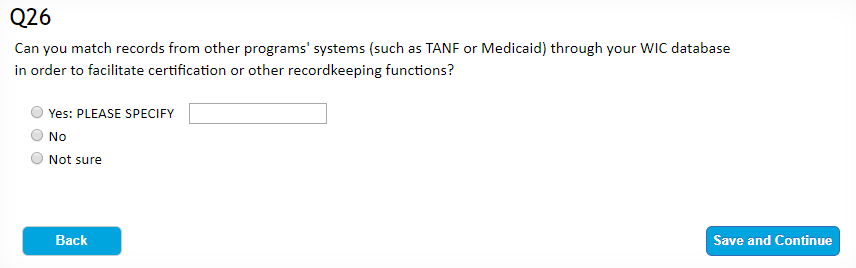 Q26
Can you match records from other programs' systems (such as TANF or Medicaid) through your WIC database
in order to facilitate certification or other recordkeeping functions?
Yes: PLEASE SPECIFY
No
Not sure
Back
Save and Continue